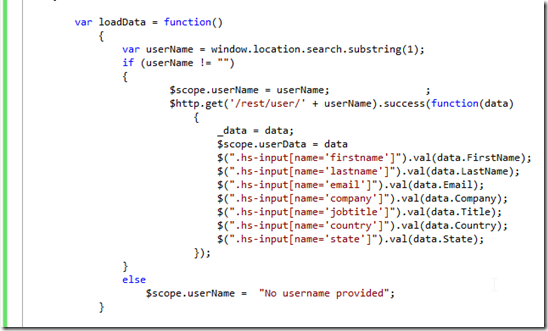 var loadData = function()
{
var userName = window.location.search.substring(1);
if (userName != "")
{
$scope.userName = userName; ;
$http.get('/rest/user/' + userName).success(function(data)
{
_data = data;
$scope.userData = data
$(".hs-input[name='firstname']").val(data.FirstName);
$(".hs-input[name='lastname']").val(data.LastName);
$(".hs-input[name='email']").val(data.Email);
$(".hs-input[name='company']").val(data.Company);
$(".hs-input[name='jobtitle']").val(data.Title);
$(".hs-input[name='country']").val(data.Country);
$(".hs-input[name='state']").val(data.State);
});
}
else
$scope.userName = "No username provided";
}